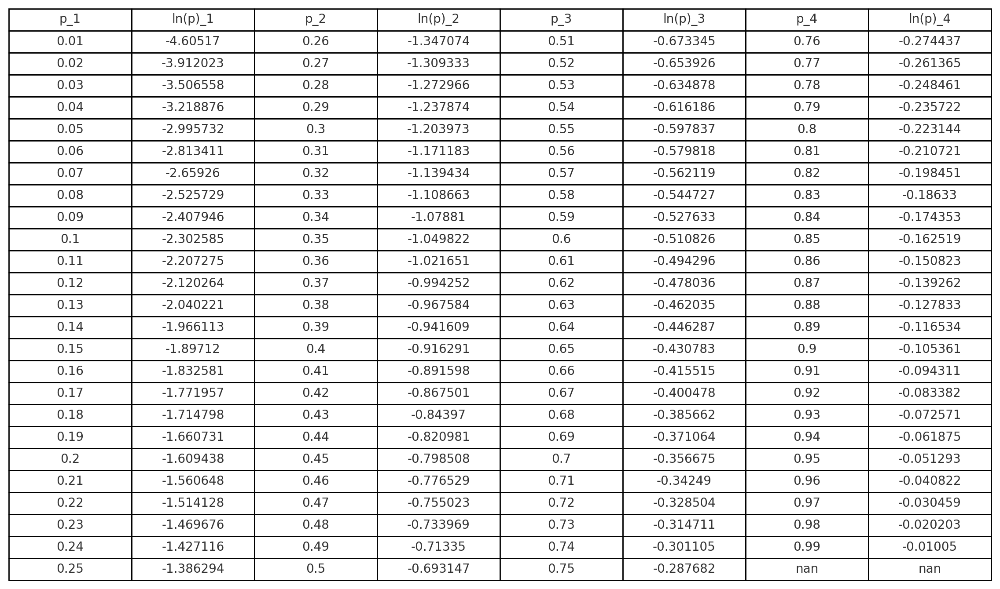 p_1 ln(p)_1 p_2 ln(p)_2 p_3 ln(p)_3 p_4 ln(p)_4
0.01 -4.60517 0.26 -1.347074 0.51 -0.673345 0.76 -0.274437
0.02 -3.912023 0.27 -1.309333 0.52 -0.653926 0.77 -0.261365
0.03 -3.506558 0.28 -1.272966 0.53 -0.634878 0.78 -0.248461
0.04 -3.218876 0.29 -1.237874 0.54 -0.616186 0.79 -0.235722
0.05 -2.995732 0.3 -1.203973 0.55 -0.597837 0.8 -0.223144
0.06 -2.813411 0.31 -1.171183 0.56 -0.579818 0.81 -0.210721
0.07 -2.65926 0.32 -1.139434 0.57 -0.562119 0.82 -0.198451
0.08 -2.525729 0.33 -1.108663 0.58 -0.544727 0.83 -0.18633
0.09 -2.407946 0.34 -1.07881 0.59 -0.527633 0.84 -0.174353
0.1 -2.302585 0.35 -1.049822 0.6 -0.510826 0.85 -0.162519
0.11 -2.207275 0.36 -1.021651 0.61 -0.494296 0.86 -0.150823
0.12 -2.120264 0.37 -0.994252 0.62 -0.478036 0.87 -0.139262
0.13 -2.040221 0.38 -0.967584 0.63 -0.462035 0.88 -0.127833
0.14 -1.966113 0.39 -0.941609 0.64 -0.446287 0.89 -0.116534
0.15 -1.89712 0.4 -0.916291 0.65 -0.430783 0.9 -0.105361
0.16 -1.832581 0.41 -0.891598 0.66 -0.415515 0.91 -0.094311
0.17 -1.771957 0.42 -0.867501 0.67 -0.400478 0.92 -0.083382
0.18 -1.714798 0.43 -0.84397 0.68 -0.385662 0.93 -0.072571
0.19 -1.660731 0.44 -0.820981 0.69 -0.371064 0.94 -0.061875
0.2 -1.609438 0.45 -0.798508 0.7 -0.356675 0.95 -0.051293
0.21 -1.560648 0.46 -0.776529 0.71 -0.34249 0.96 -0.040822
0.22 -1.514128 0.47 -0.755023 0.72 -0.328504 0.97 -0.030459
0.23 -1.469676 0.48 -0.733969 0.73 -0.314711 0.98 -0.020203
0.24 -1.427116 0.49 -0.71335 0.74 -0.301105 0.99 -0.01005
0.25 -1.386294 0.5 -0.693147 0.75 -0.287682 nan nan